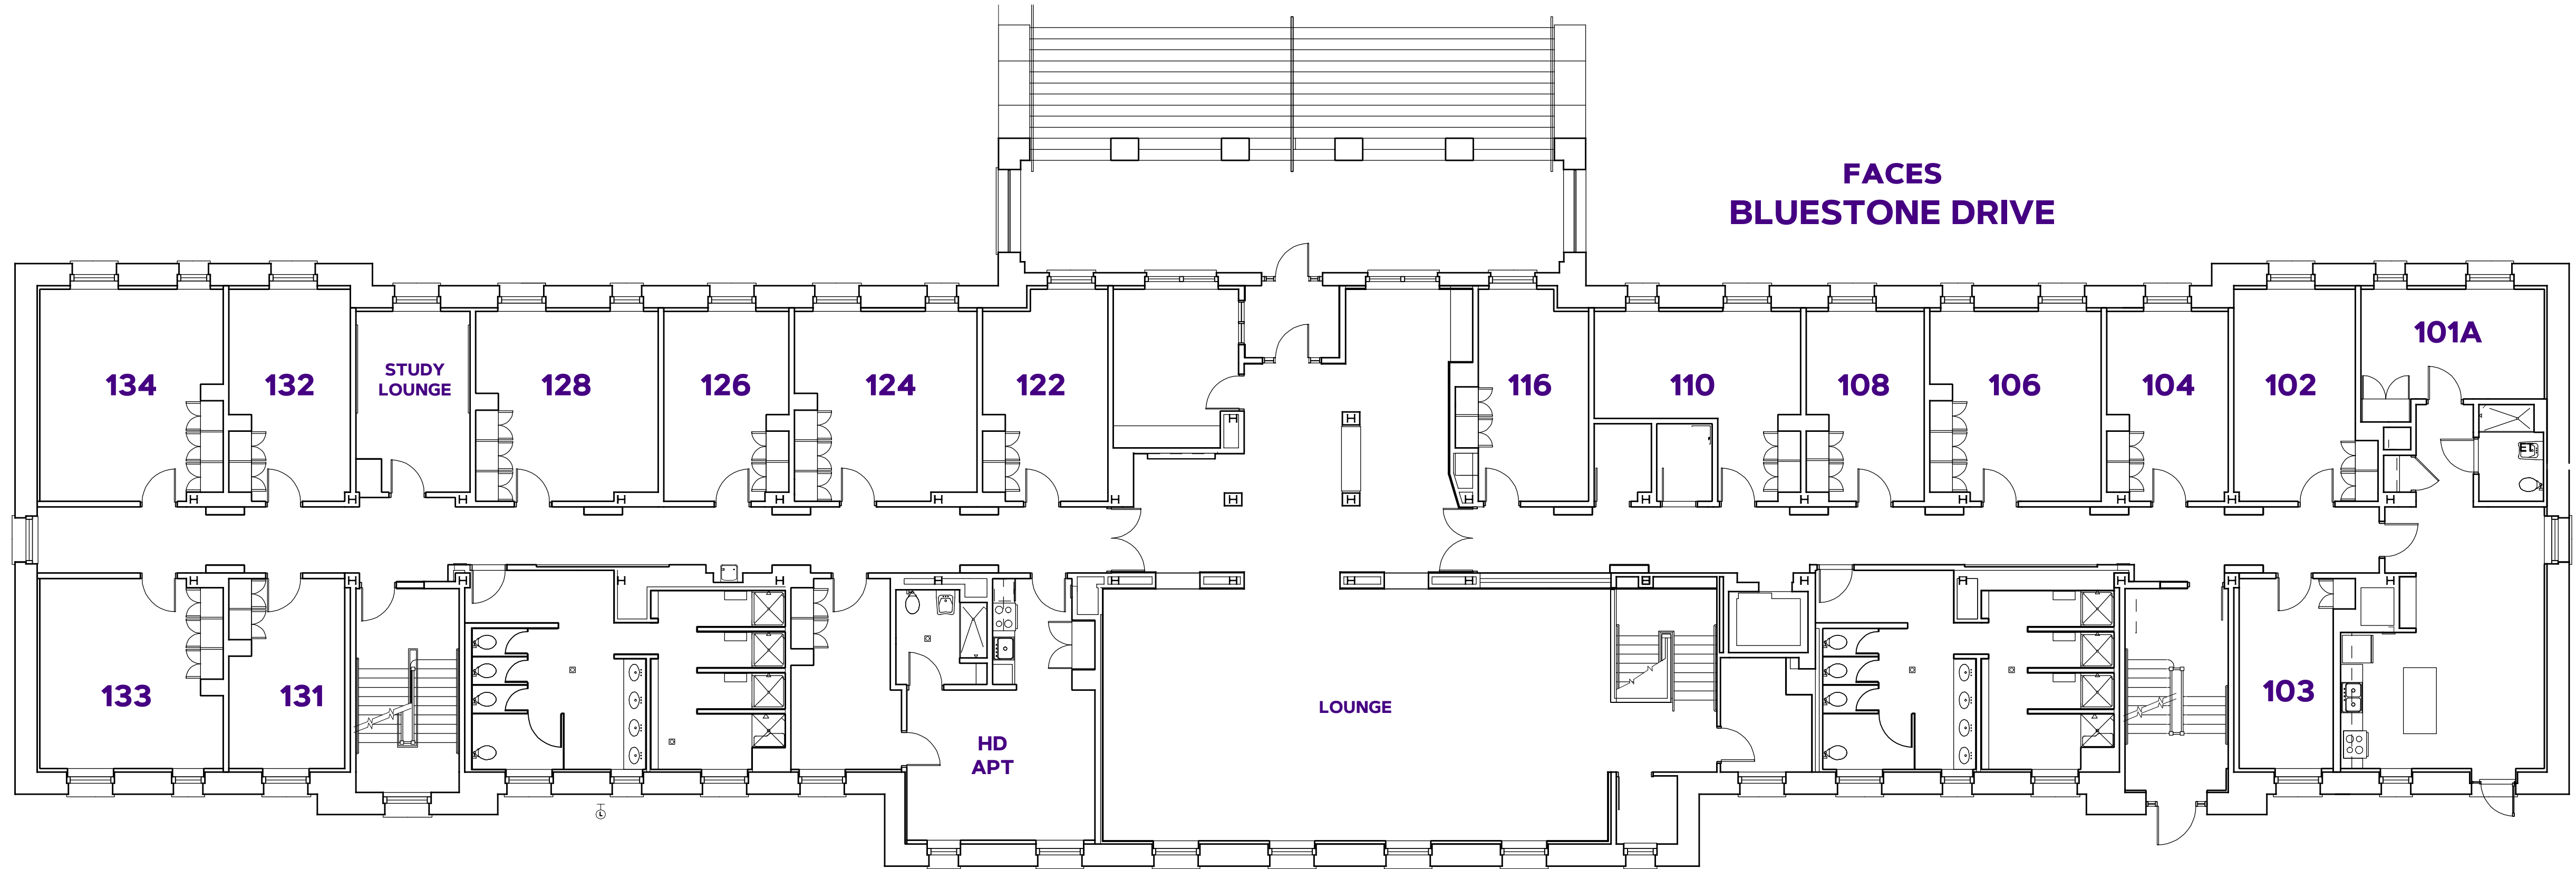 FACES
BLUESTONE DRIVE
101A
134
132
STUDY
LOUNGE
128
126
124
122
116
110
108
106
104
102
133
131
HD
APT
LOUNGE
103